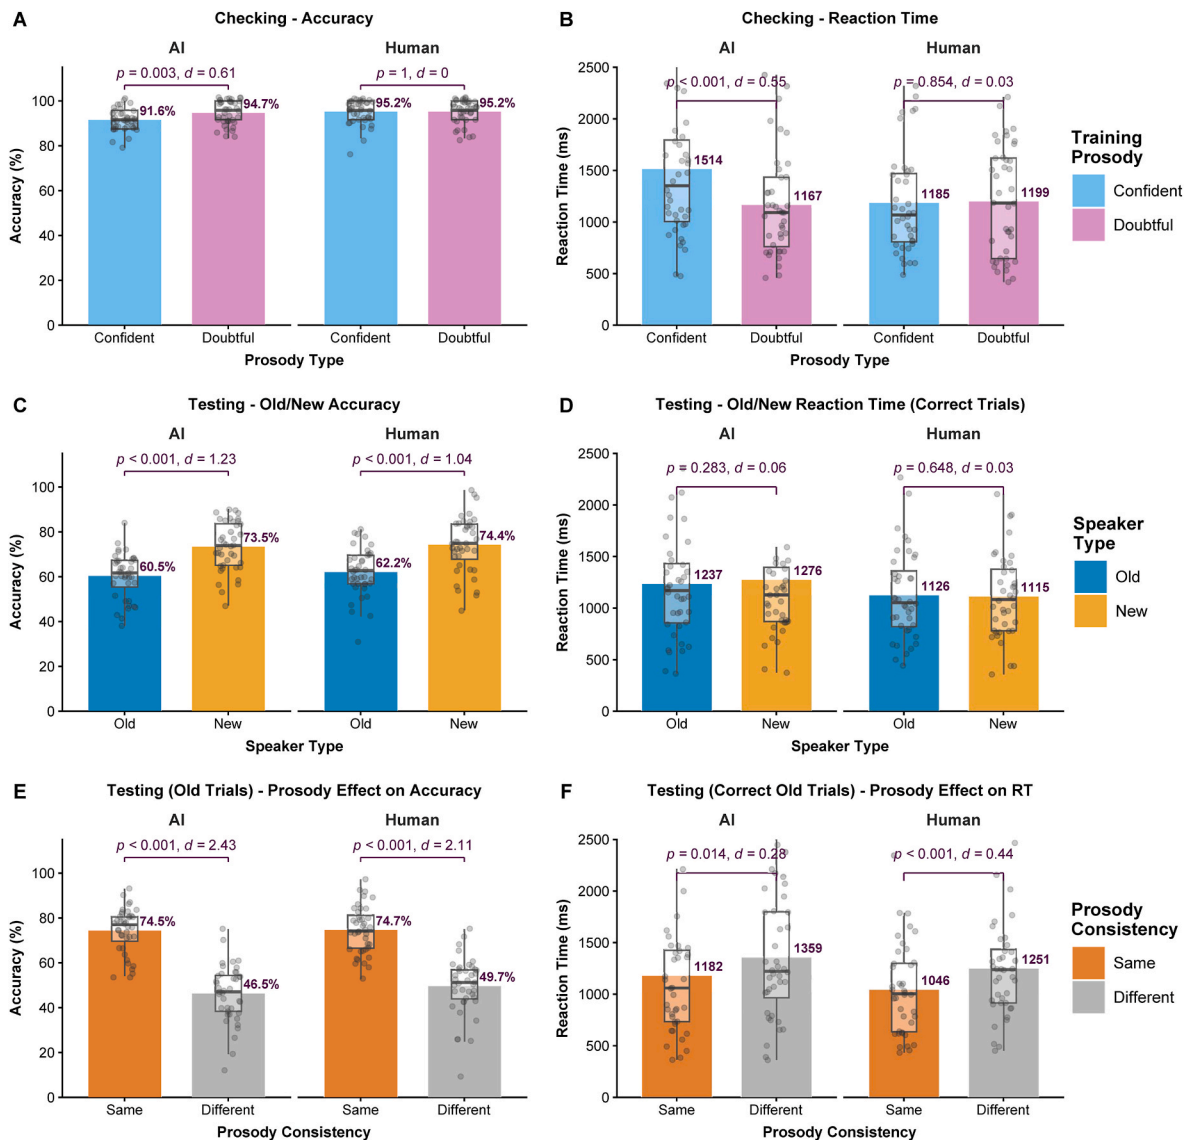 A
Checking - Accuracy
AI
Human
p = 0.003, d = 0.61
p = 1, d = 0
Accuracy (%)
100
80
60
40
20
0
91.6%
94.7%
95.2%
95.2%
Confident
Doubtful
Confident
Doubtful
Prosody Type
B
Checking - Reaction Time
AI
Human
p < 0.001, d = 0.55
p = 0.854, d = 0.03
Reaction Time (ms)
2500
2000
1500
1000
500
0
1514
1167
1185
1199
Confident
Doubtful
Confident
Doubtful
Prosody Type
Training
Prosody
Confident
Doubtful
C
Testing - Old/New Accuracy
AI
Human
p < 0.001, d = 1.23
p < 0.001, d = 1.04
Accuracy (%)
100
80
60
40
20
0
60.5%
73.5%
62.2%
74.4%
Old
New
Old
New
Speaker Type
D
Testing - Old/New Reaction Time (Correct Trials)
AI
Human
p = 0.283, d = 0.06
p = 0.648, d = 0.03
Reaction Time (ms)
2500
2000
1500
1000
500
0
1237
1276
1126
1115
Old
New
Old
New
Speaker Type
Speaker
Type
Old
New
E
Testing (Old Trials) - Prosody Effect on Accuracy
AI
Human
p < 0.001, d = 2.43
p < 0.001, d = 2.11
Accuracy (%)
100
80
60
40
20
0
74.5%
46.5%
74.7%
49.7%
Same
Different
Same
Different
Prosody Consistency
F
Testing (Correct Old Trials) - Prosody Effect on RT
AI
Human
p = 0.014, d = 0.28
p < 0.001, d = 0.44
Reaction Time (ms)
2500
2000
1500
1000
500
0
1182
1359
1046
1251
Same
Different
Same
Different
Prosody Consistency
Prosody
Consistency
Same
Different